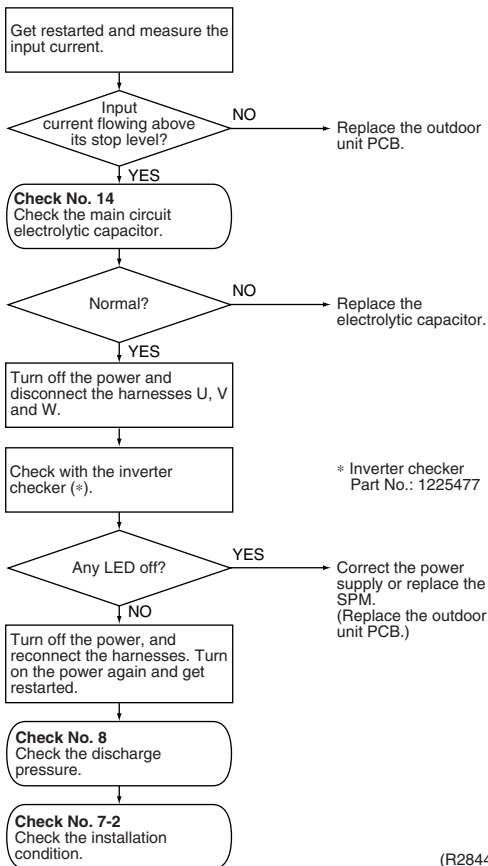 Get restarted and measure the
input current.
Input
current flowing above
its stop level?
NO
Replace the outdoor
unit PCB.
YES
Check No. 14
Check the main circuit
electrolytic capacitor.
Normal?
NO
Replace the
electrolytic capacitor.
YES
Turn off the power and
disconnect the harnesses U, V
and W.
Check with the inverter
checker (*).
* Inverter checker
Part No.: 1225477
Any LED off?
YES
Correct the power
supply or replace the
SPM.
(Replace the outdoor
unit PCB.)
NO
Turn off the power, and
reconnect the harnesses. Turn
on the power again and get
restarted.
Check No. 8
Check the discharge
pressure.
Check No. 7-2
Check the installation
condition.
(R2844